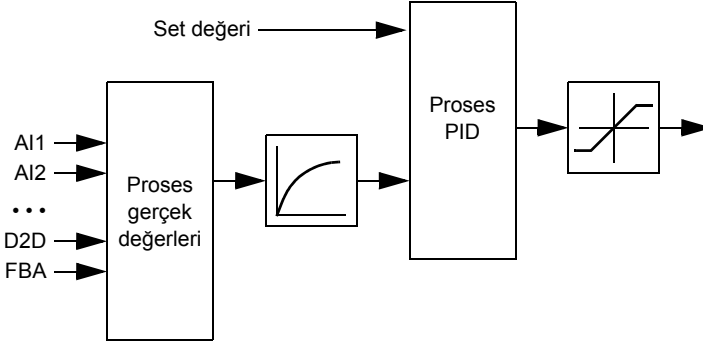 Set değeri
Proses
PID
AI1
AI2
• • •
D2D
FBA
Proses
gerçek
değerleri